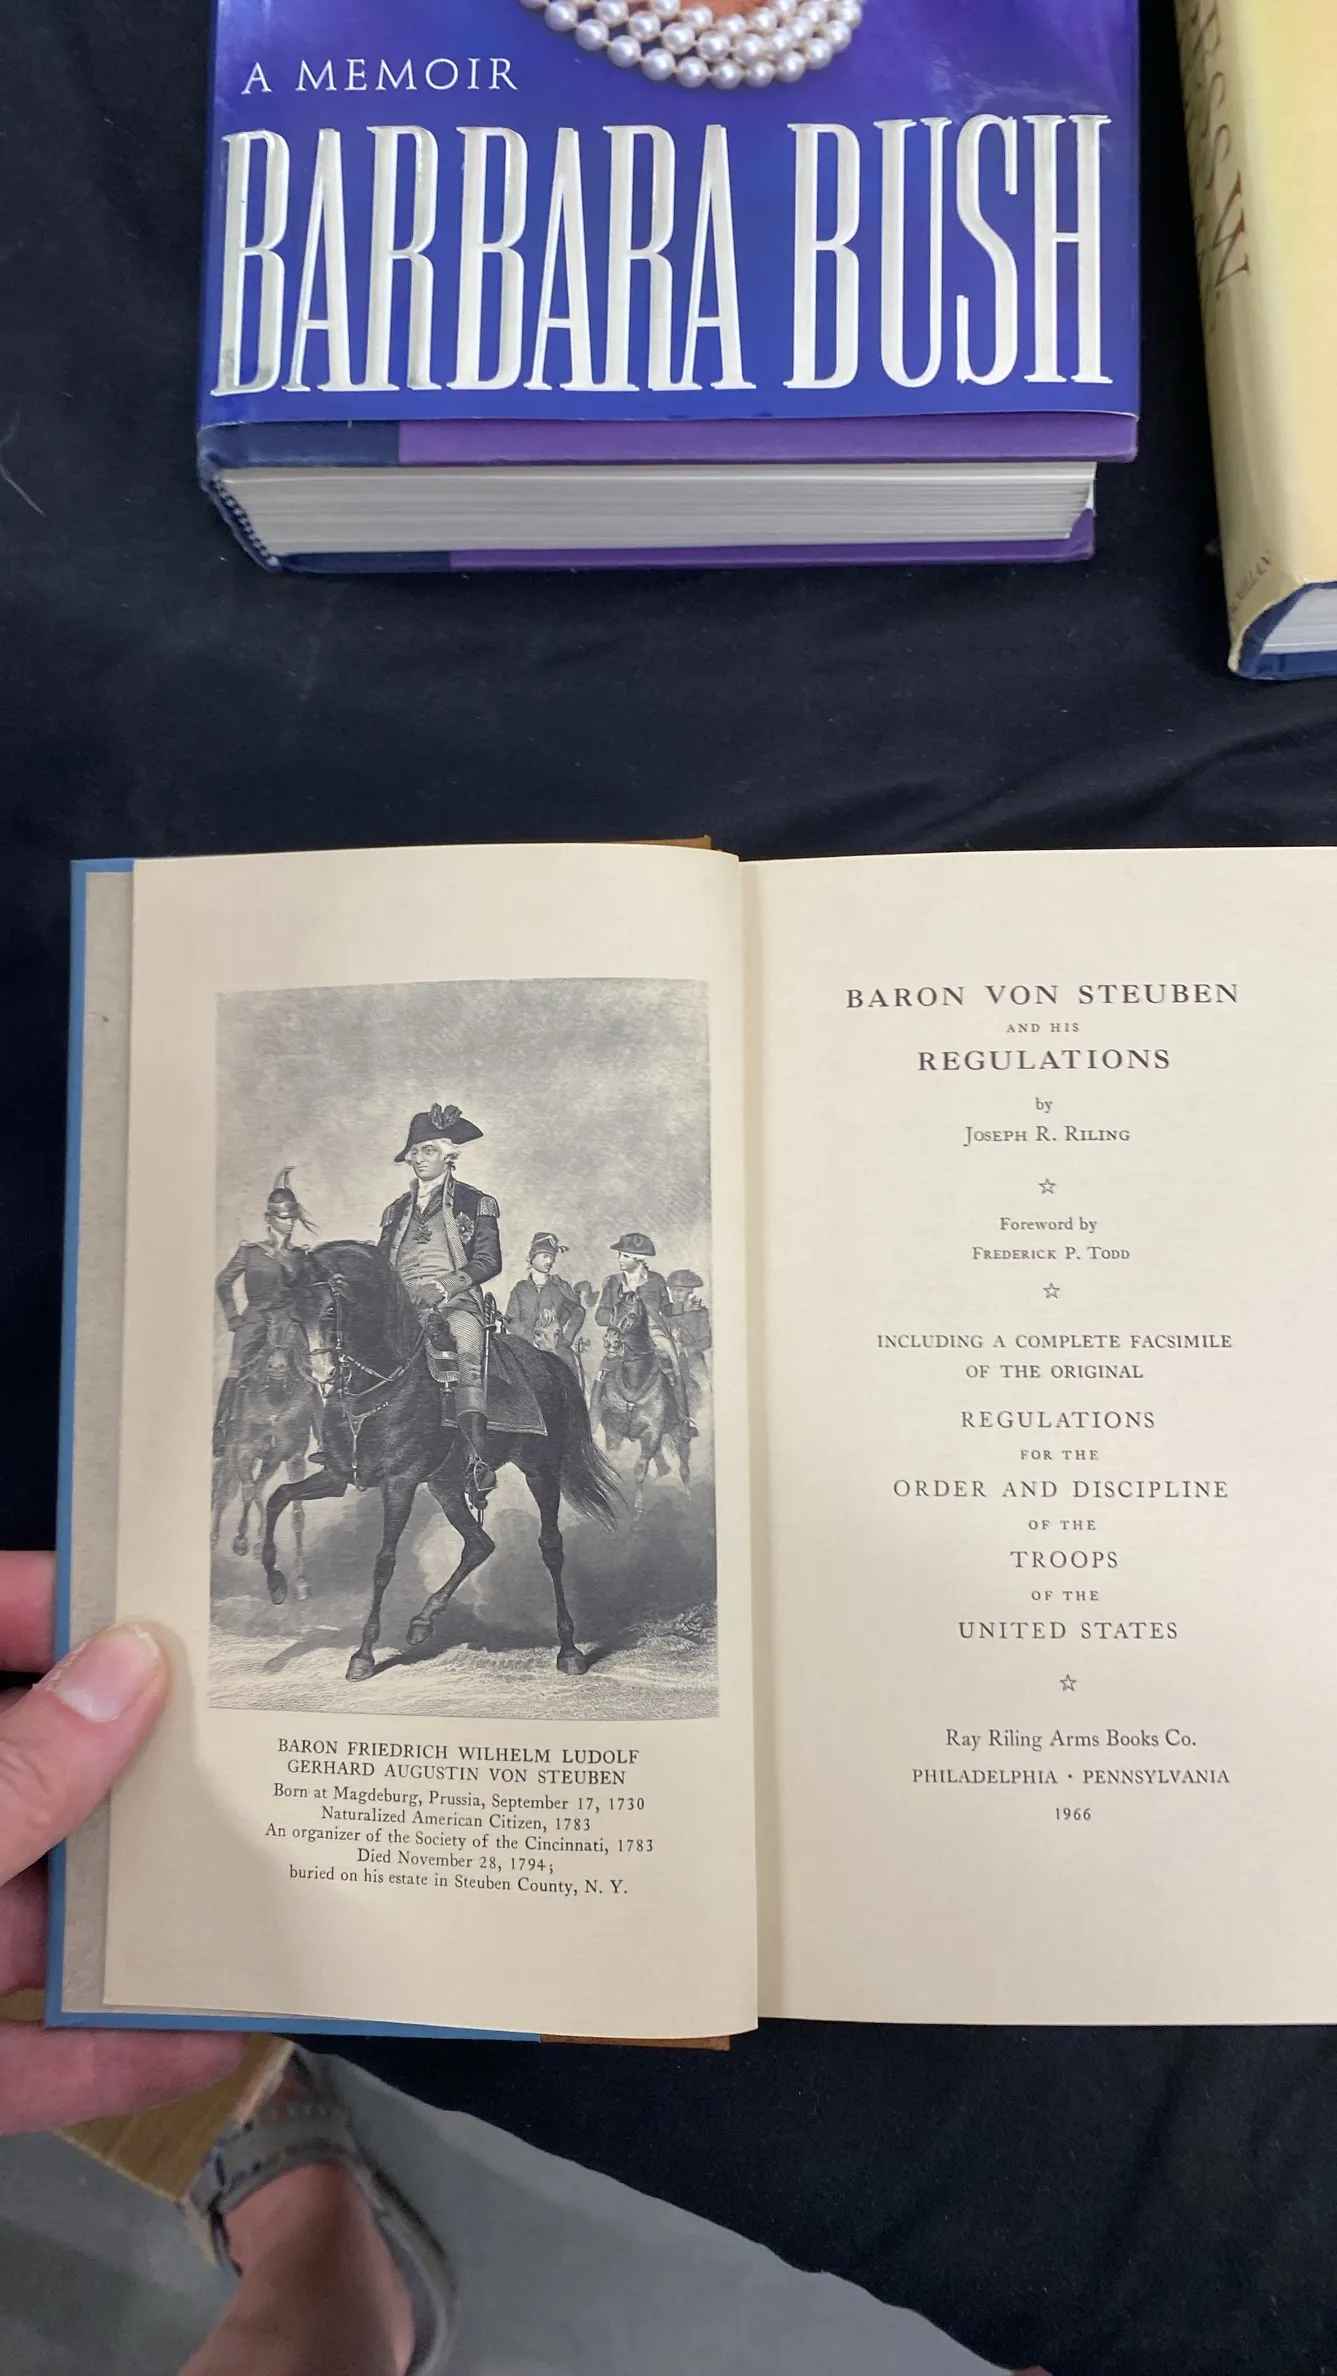 A MEMOIR
BARBARA BUSH
BARON FRIEDRICH WILHELM LUDOLF
GERHARD AUGUSTIN VON STEUBEN
Born at Magdeburg, Prussia, September 17, 1730
Naturalized American Citizen, 1783
An organizer of the Society of the Cincinnati, 1783
Died November 28, 1794;
buried on his estate in Steuben County, N. Y.
BARON VON STEUBEN
AND HIS
REGULATIONS
by
JOSEPH R. RILING
☆
Foreword by
FREDERICK P. TODD
☆
INCLUDING A COMPLETE FACSIMILE
OF THE ORIGINAL
REGULATIONS
FOR THE
ORDER AND DISCIPLINE
OF THE
TROOPS
OF THE
UNITED STATES
☆
Ray Riling Arms Books Co.
PHILADELPHIA • PENNSYLVANIA
1966